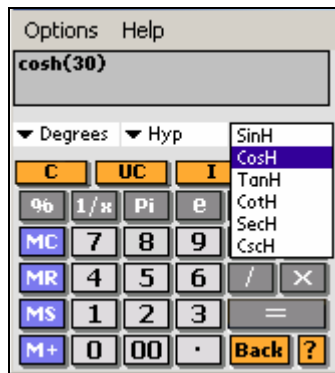 Options Help
cosh(30)
Degrees Hyp
SinH
CosH
TanH
CotH
SecH
CscH
C UC I
% 1/x Pi e
MC 7 8 9
MR 4 5 6 / ×
MS 1 2 3 =
M+ 0 00 . Back ?